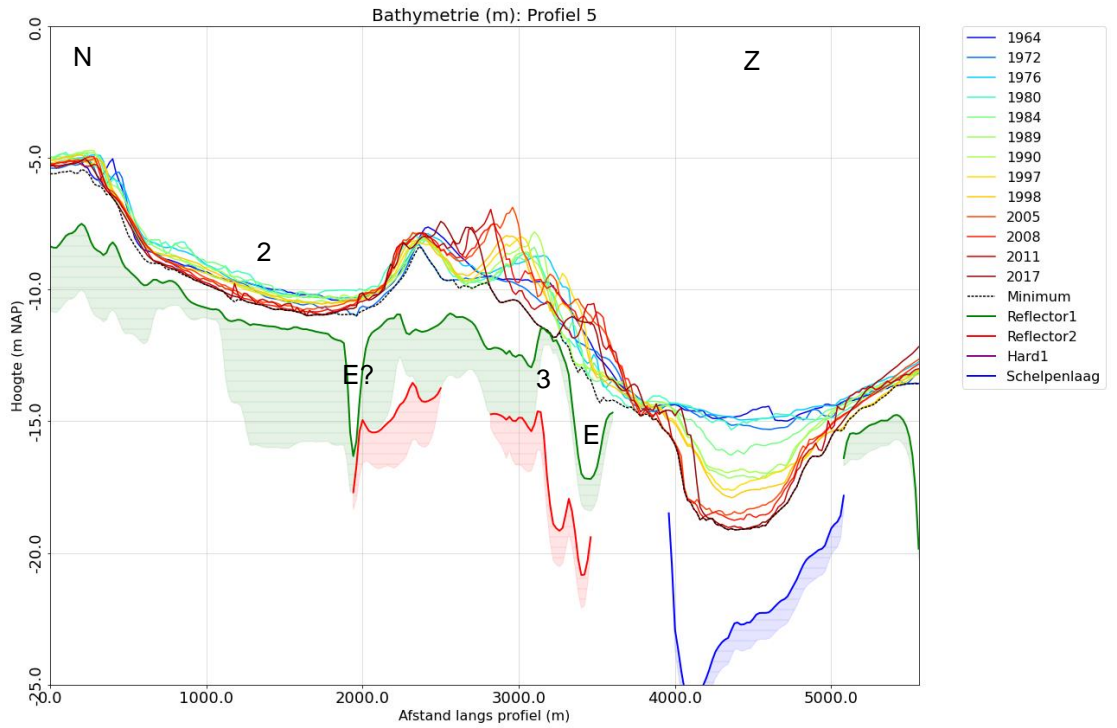 Bathymetrie (m): Profiel 5
0.0
-5.0
-10.0
-15.0
-20.0
-25.0
Hoogte (m NAP)
N
Z
2
E?
3
E
0.0
1000.0
2000.0
3000.0
4000.0
5000.0
Afstand langs profiel (m)
1964
1972
1976
1980
1984
1989
1990
1997
1998
2005
2008
2011
2017
Minimum
Reflector1
Reflector2
Hard1
Schelpenlaag